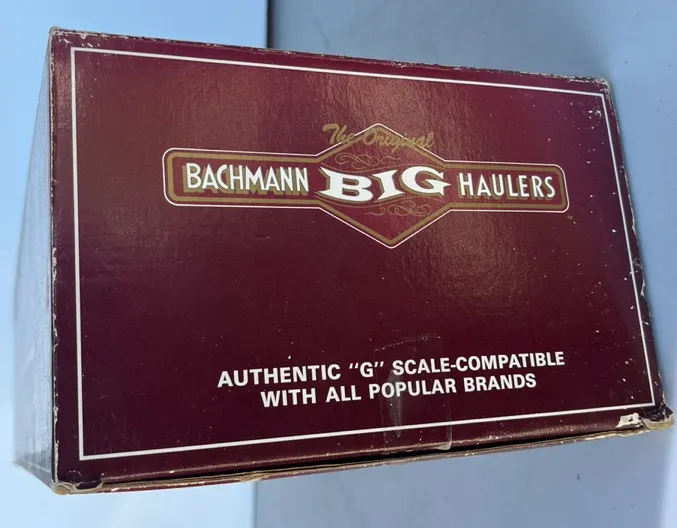 The Original
BACHMANN BIG HAULERS
AUTHENTIC "G" SCALE-COMPATIBLE
WITH ALL POPULAR BRANDS